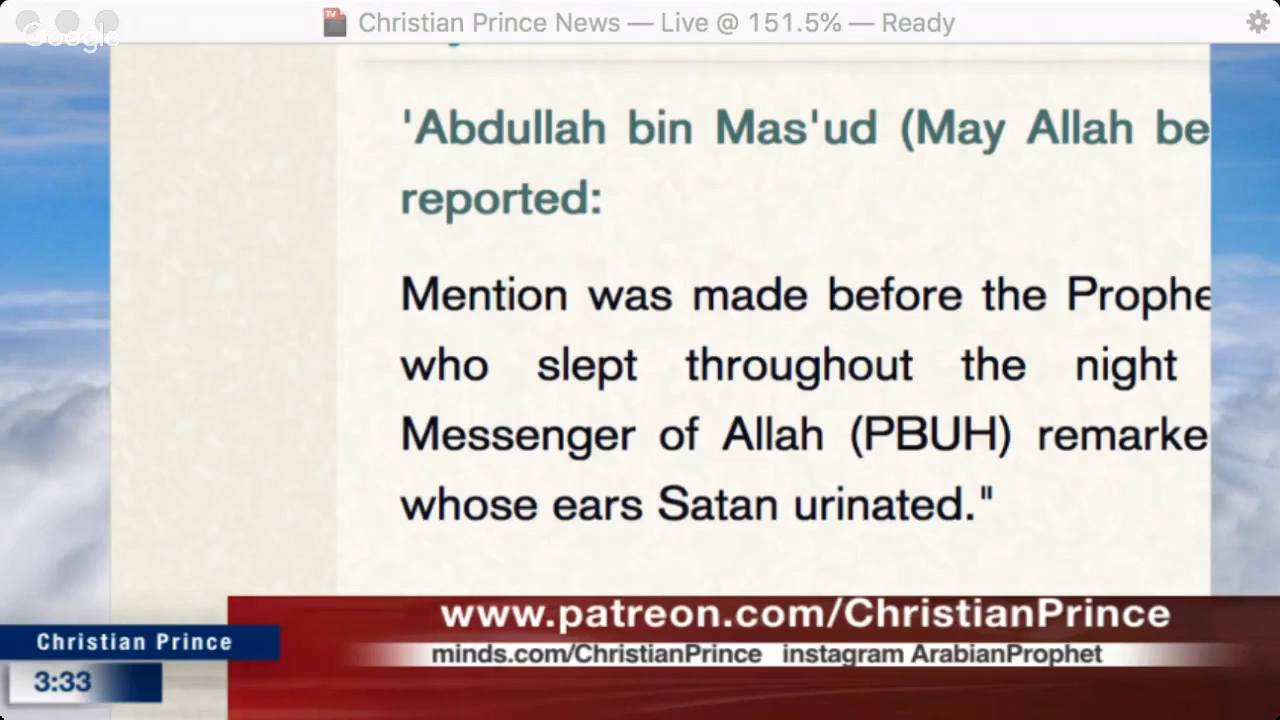 Christian Prince News — Live @ 151.5% — Ready
Google
'Abdullah bin Mas'ud (May Allah be
reported:
Mention was made before the Prophe
who slept throughout the night
Messenger of Allah (PBUH) remarke
whose ears Satan urinated."
www.patreon.com/ChristianPrince
Christian Prince
minds.com/ChristianPrince instagram ArabianProphet
3:33